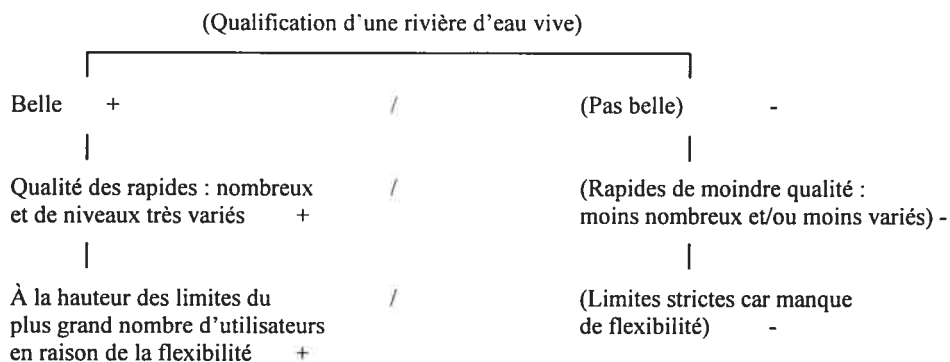 (Qualification d'une rivière d'eau vive)
Belle + / (Pas belle) -
Qualité des rapides : nombreux / (Rapides de moindre qualité :
et de niveaux très variés + moins nombreux et/ou moins variés) -
À la hauteur des limites du / (Limites strictes car manque
plus grand nombre d'utilisateurs de flexibilité) -
en raison de la flexibilité +